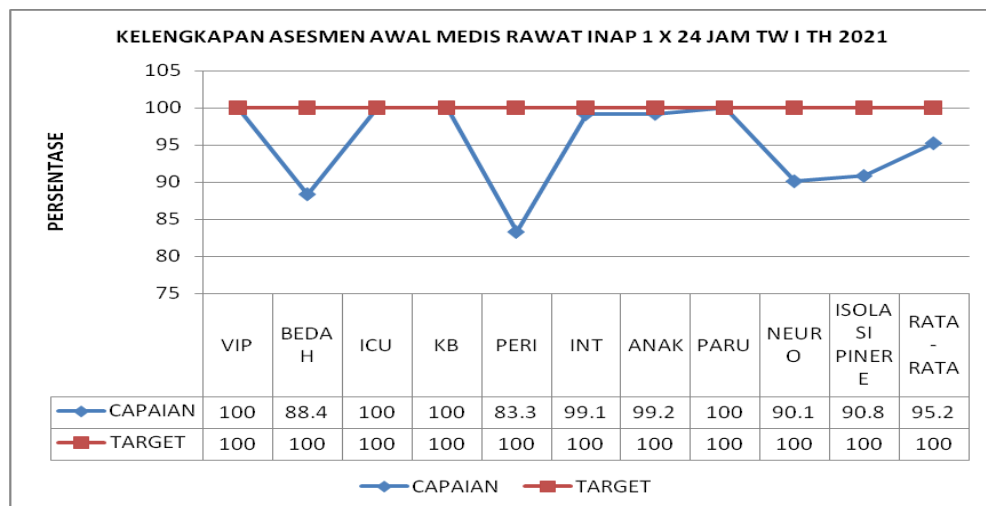 KELENGKAPAN ASESMEN AWAL MEDIS RAWAT INAP 1 X 24 JAM TW I TH 2021
PERSENTASE
105
100
95
90
85
80
75
VIP BEDA ICU KB PERI INT ANAK PARU NEUR ISOLA RATA
H O SI -
PINER RATA
E
CAPAIAN 100 88.4 100 100 83.3 99.1 99.2 100 90.1 90.8 95.2
TARGET 100 100 100 100 100 100 100 100 100 100 100
CAPAIAN TARGET